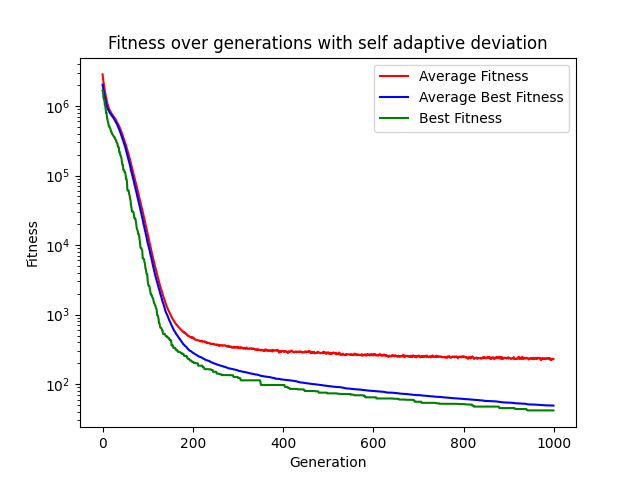 Fitness over generations with self adaptive deviation
Average Fitness
Average Best Fitness
Best Fitness
Fitness
10^6
10^5
10^4
10^3
10^2
0 200 400 600 800 1000
Generation